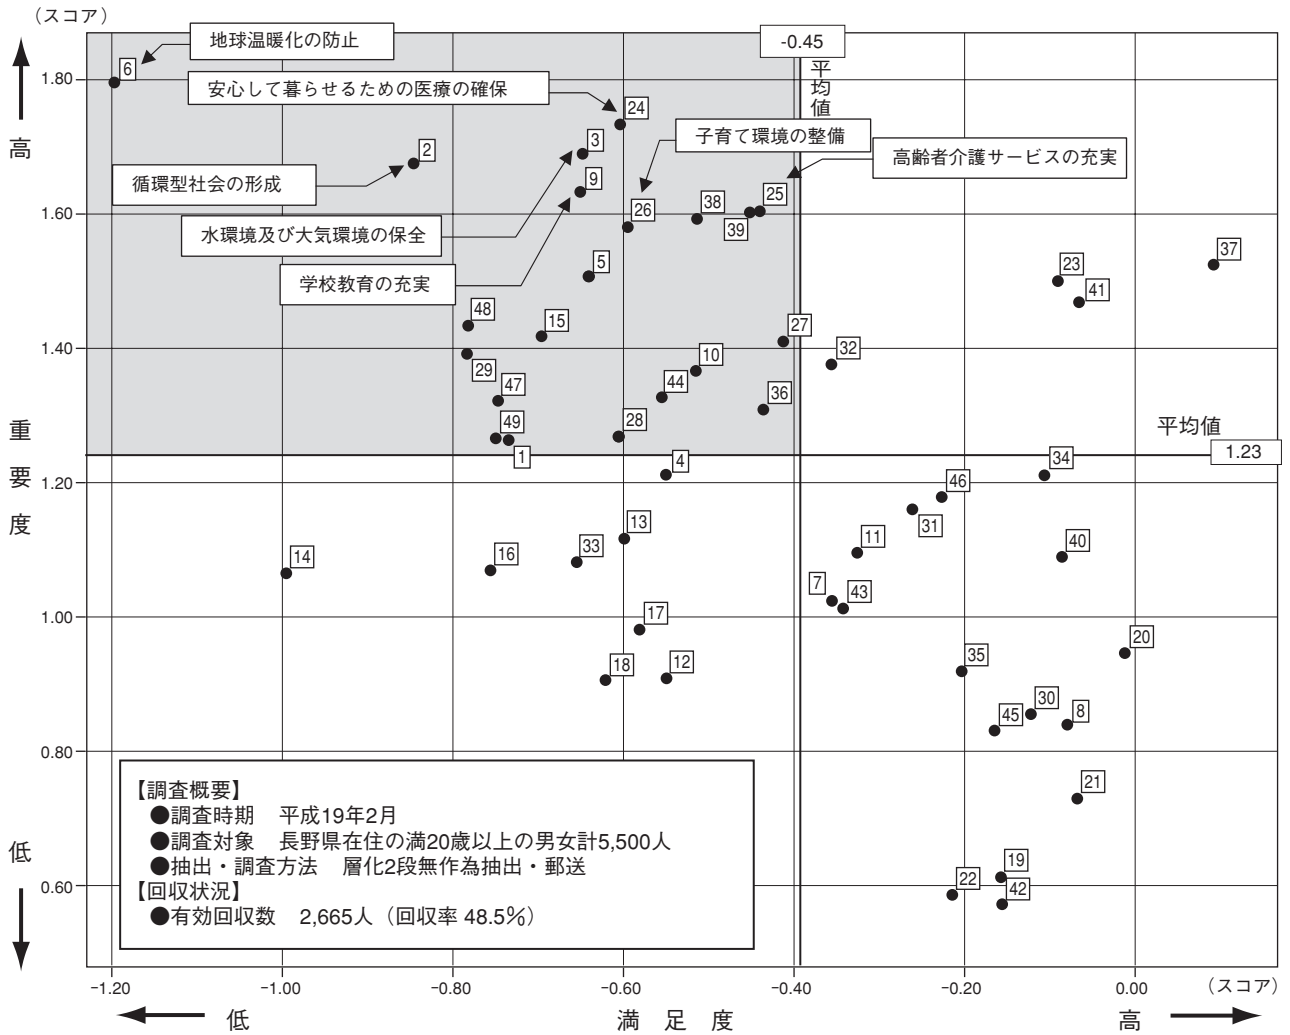 （スコア）
高
重要度
低
1.80
1.60
1.40
1.20
1.00
0.80
0.60
-0.45
平均値
地球温暖化の防止
安心して暮らせるための医療の確保
子育て環境の整備
高齢者介護サービスの充実
循環型社会の形成
水環境及び大気環境の保全
学校教育の充実
平均値
1.23
6
24
2
3
9
26
38
25
39
5
23
37
41
48
15
27
32
29
10
47
44
36
49
28
1
4
34
46
13
31
14
16
33
11
40
7
43
17
20
18
12
35
30
45
8
21
19
22
42
【調査概要】
●調査時期　平成19年2月
●調査対象　長野県在住の満20歳以上の男女計5,500人
●抽出・調査方法　層化2段無作為抽出・郵送
【回収状況】
●有効回収数　2,665人（回収率 48.5％）
−1.20 −1.00 −0.80 −0.60 −0.40 −0.20 0.00 （スコア）
低 満足度 高